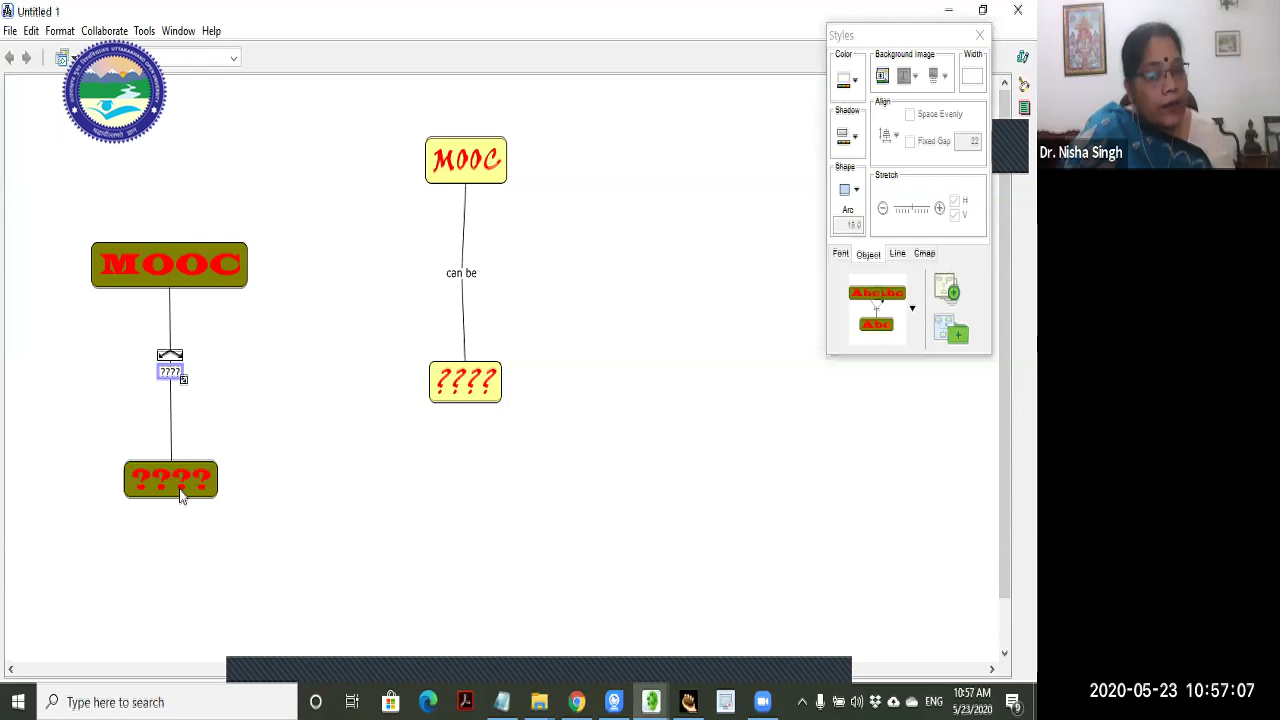 Untitled 1
File Edit Format Collaborate Tools Window Help
Styles
Color
Background Image
Width
Shadow
Align
Space Evenly
Fixed Gap
22
Shape
Stretch
H
V
Arc
Font Object Line Cmap
Abc
MOOC
can be
????
MOOC
????
????
Dr. Nisha Singh
Type here to search
ENG
10:57 AM
5/23/2020
2020-05-23 10:57:07